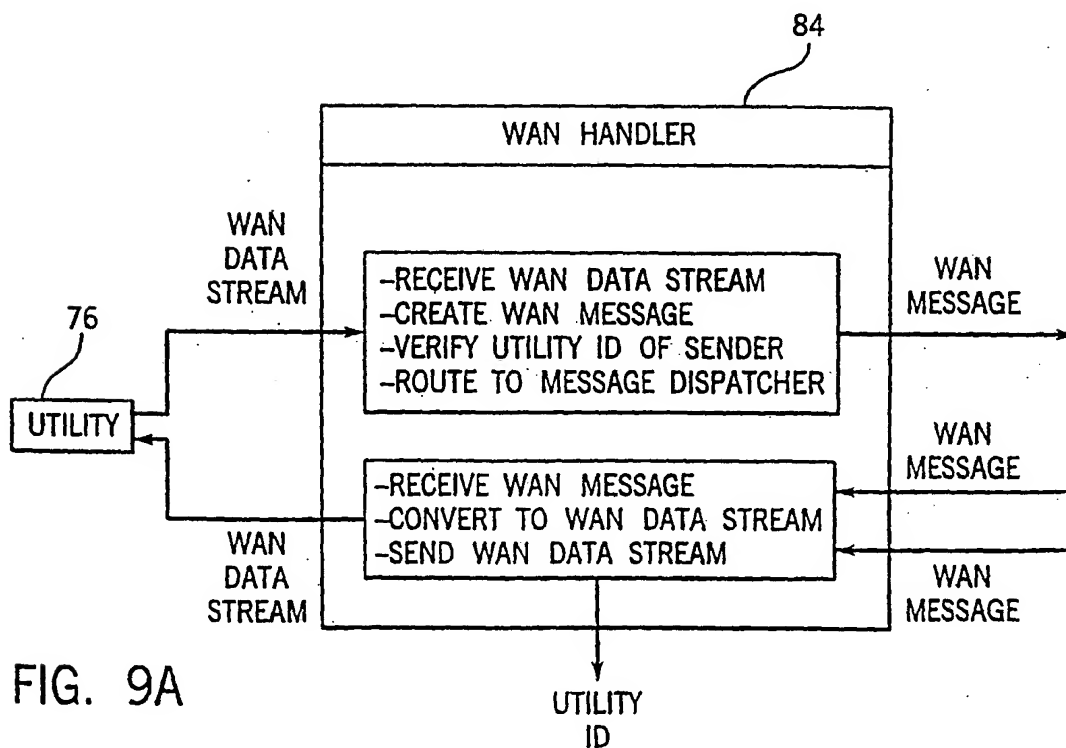 84
WAN HANDLER
WAN
DATA
STREAM
-RECEIVE WAN DATA STREAM
-CREATE WAN MESSAGE
-VERIFY UTILITY ID OF SENDER
-ROUTE TO MESSAGE DISPATCHER
WAN
MESSAGE
76
UTILITY
WAN
MESSAGE
-RECEIVE WAN MESSAGE
-CONVERT TO WAN DATA STREAM
-SEND WAN DATA STREAM
WAN
DATA
STREAM
WAN
MESSAGE
FIG. 9A
UTILITY
ID